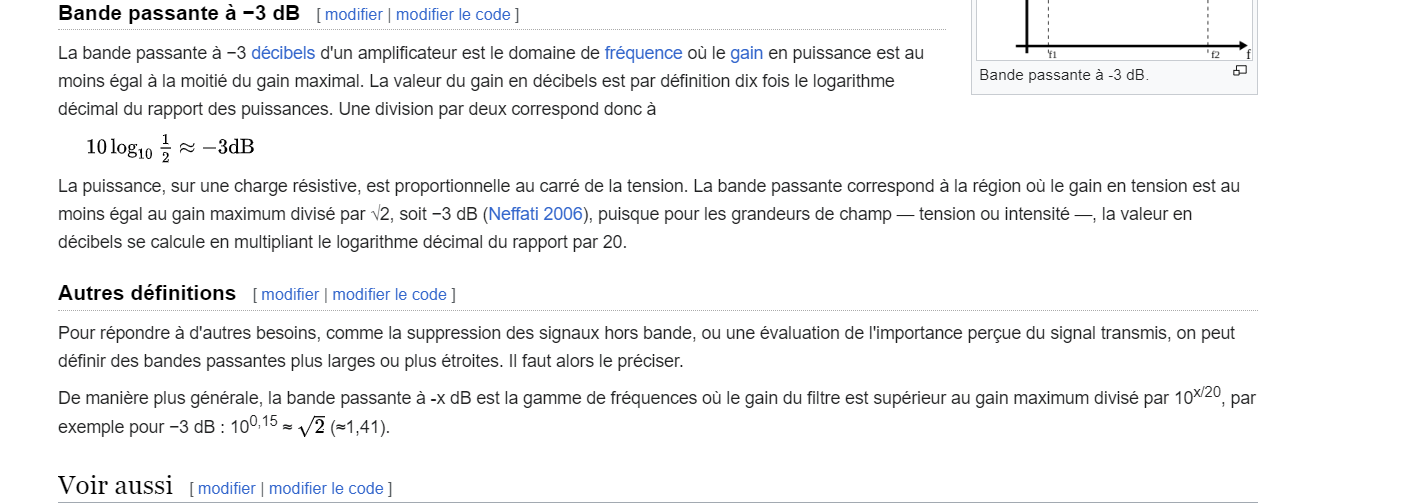 Bande passante à −3 dB [ modifier | modifier le code ]
La bande passante à −3 décibels d'un amplificateur est le domaine de fréquence où le gain en puissance est au
moins égal à la moitié du gain maximal. La valeur du gain en décibels est par définition dix fois le logarithme
décimal du rapport des puissances. Une division par deux correspond donc à
10 log₁₀ 1/2 ≈ −3dB
La puissance, sur une charge résistive, est proportionnelle au carré de la tension. La bande passante correspond à la région où le gain en tension est au
moins égal au gain maximum divisé par √2, soit −3 dB (Neffati 2006), puisque pour les grandeurs de champ — tension ou intensité —, la valeur en
décibels se calcule en multipliant le logarithme décimal du rapport par 20.
f1 f2 f
Bande passante à -3 dB.
Autres définitions [ modifier | modifier le code ]
Pour répondre à d'autres besoins, comme la suppression des signaux hors bande, ou une évaluation de l'importance perçue du signal transmis, on peut
définir des bandes passantes plus larges ou plus étroites. Il faut alors le préciser.
De manière plus générale, la bande passante à -x dB est la gamme de fréquences où le gain du filtre est supérieur au gain maximum divisé par 10^x/20, par
exemple pour −3 dB : 10^0,15 ≈ √2 (≈1,41).
Voir aussi [ modifier | modifier le code ]